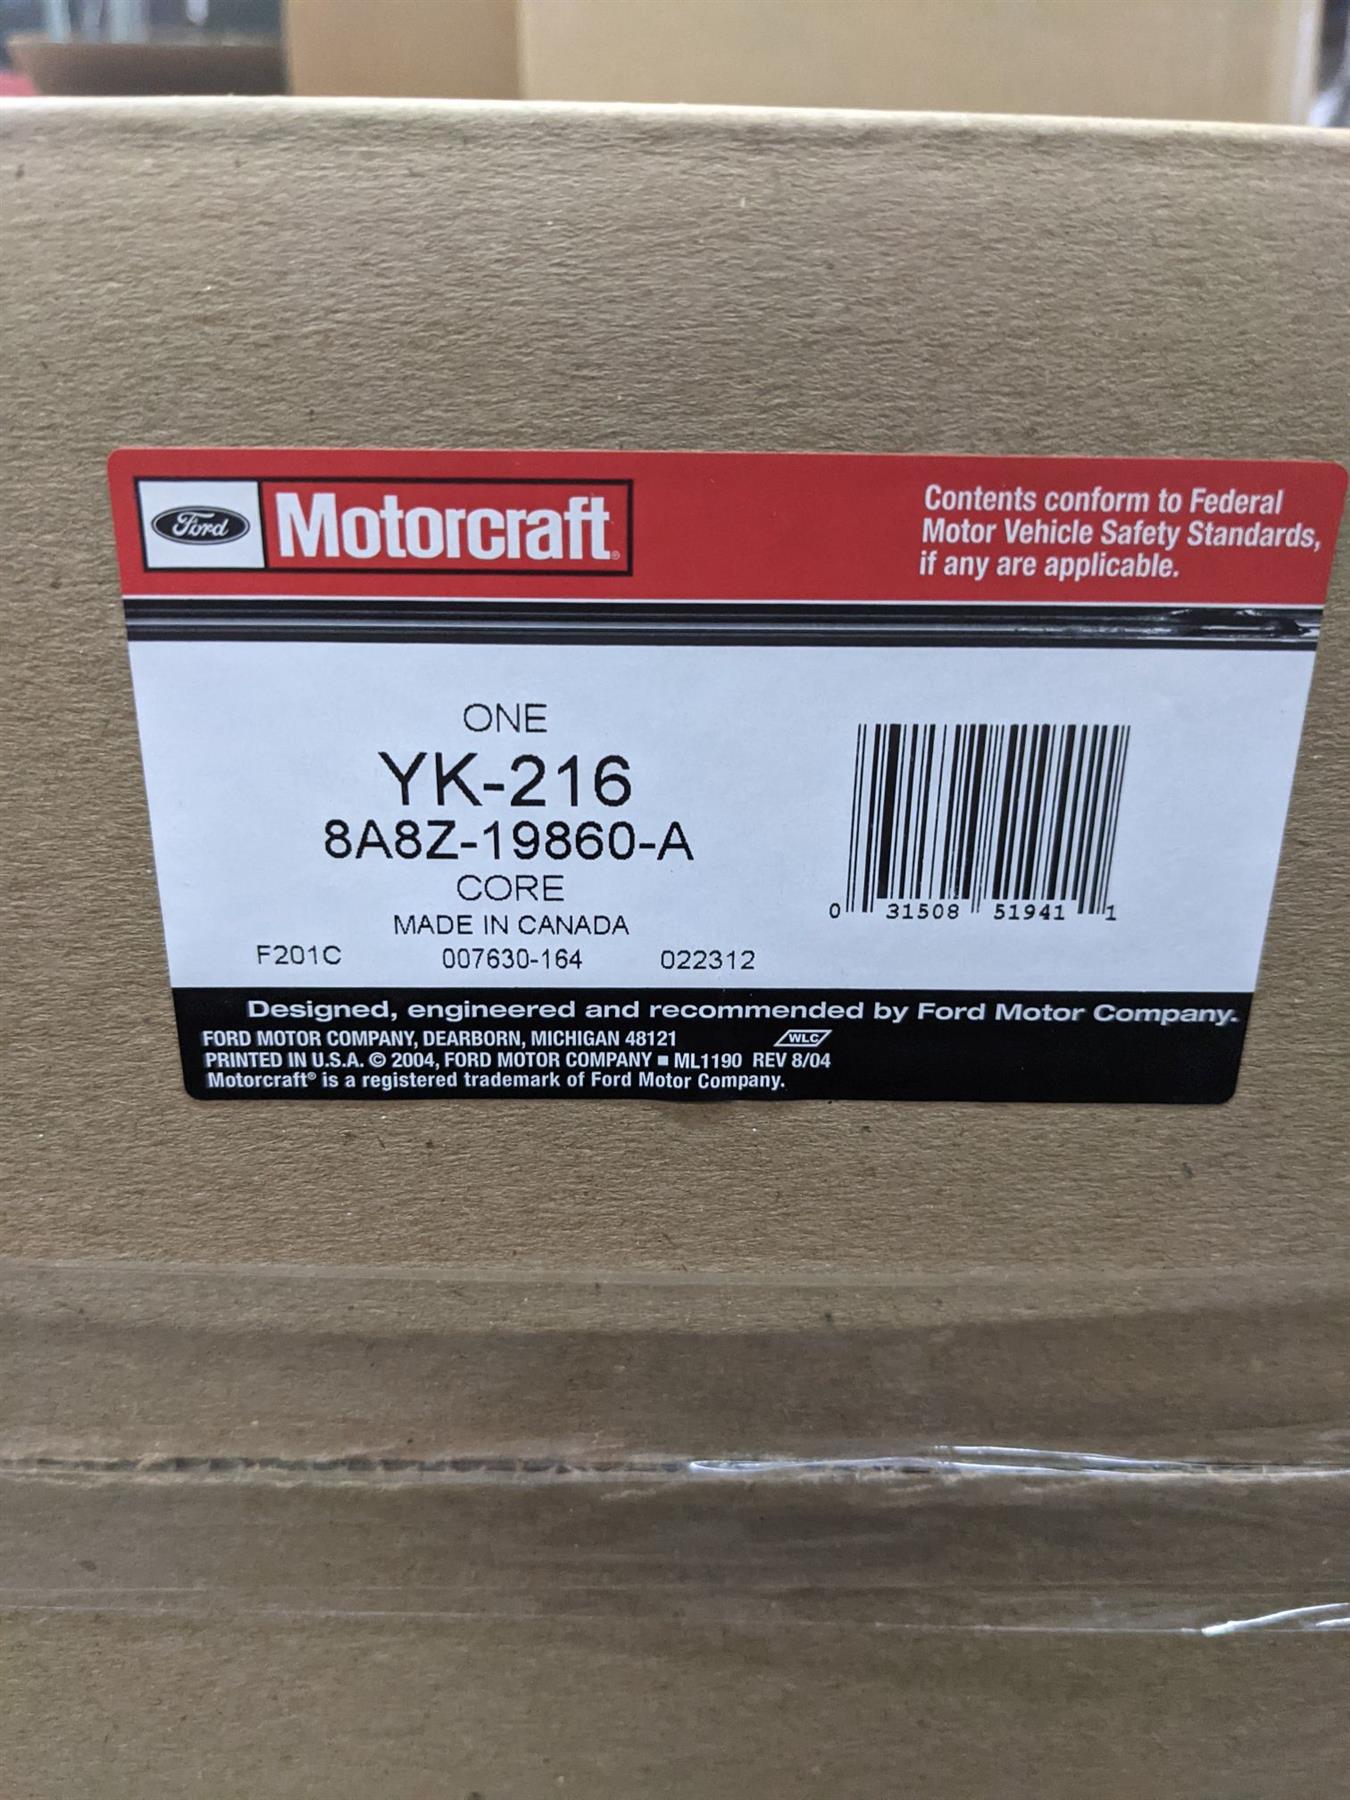 Ford Motorcraft®
Contents conform to Federal
Motor Vehicle Safety Standards,
if any are applicable.
ONE
YK-216
8A8Z-19860-A
CORE
MADE IN CANADA
F201C 007630-164 022312
0 31508 51941 1
Designed, engineered and recommended by Ford Motor Company.
FORD MOTOR COMPANY, DEARBORN, MICHIGAN 48121 WLC
PRINTED IN U.S.A. © 2004, FORD MOTOR COMPANY ■ ML1190 REV 8/04
Motorcraft® is a registered trademark of Ford Motor Company.